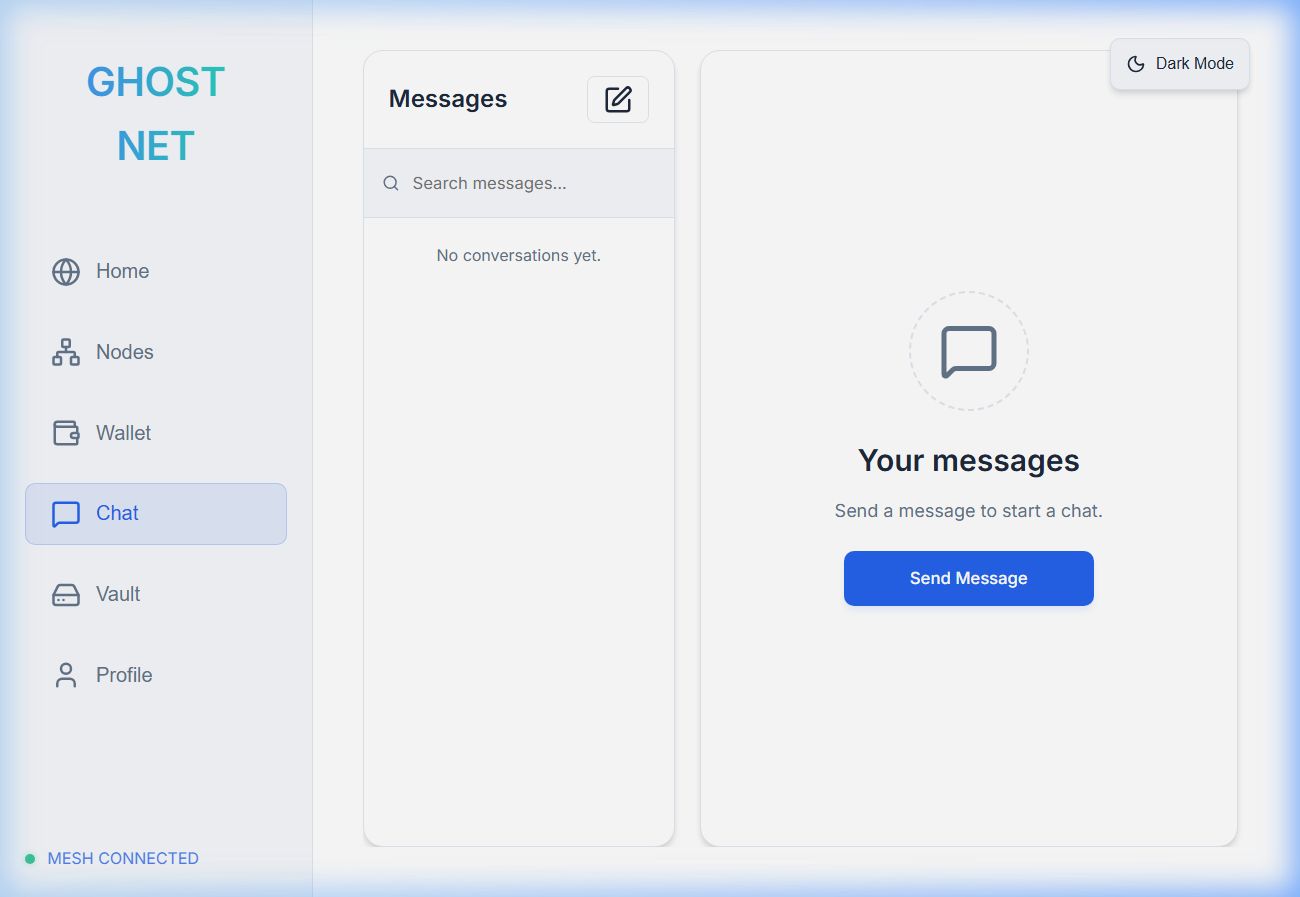 GHOST
NET
Home
Nodes
Wallet
Chat
Vault
Profile
MESH CONNECTED
Messages
Search messages...
No conversations yet.
Dark Mode
Your messages
Send a message to start a chat.
Send Message